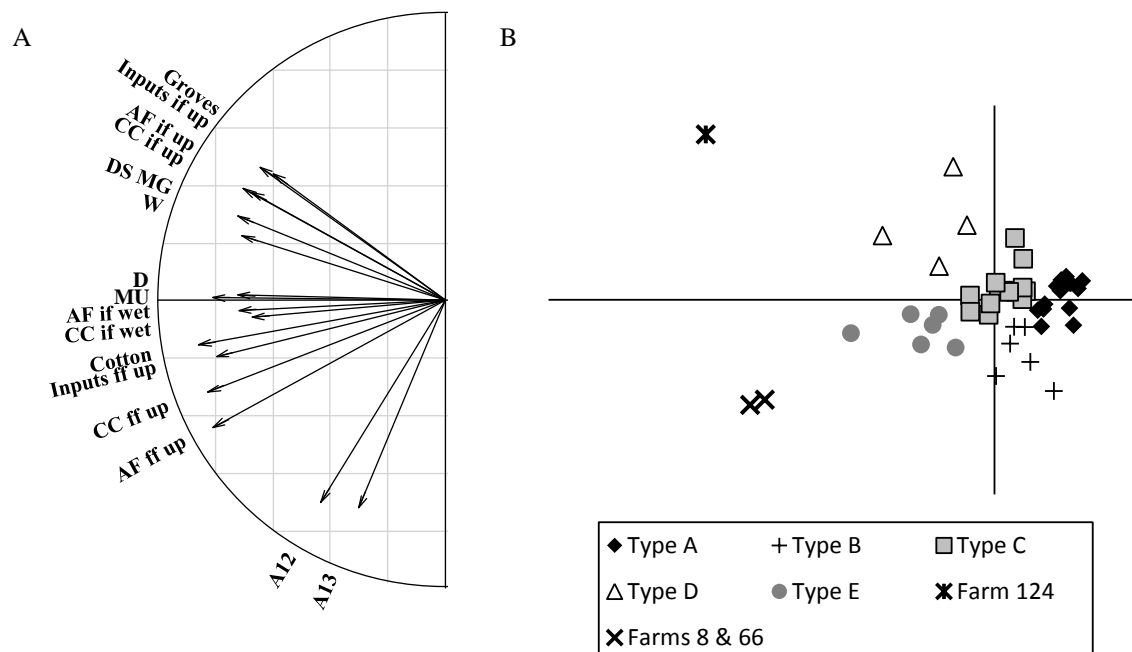 A
B
Groves
Inputs if up
AF if up
CC if up
DS MG
W
D
MU
AF if wet
CC if wet
Cotton
Inputs ff up
CC ff up
AF ff up
A12
A13
Type A
Type B
Type C
Type D
Type E
Farm 124
Farms 8 & 66